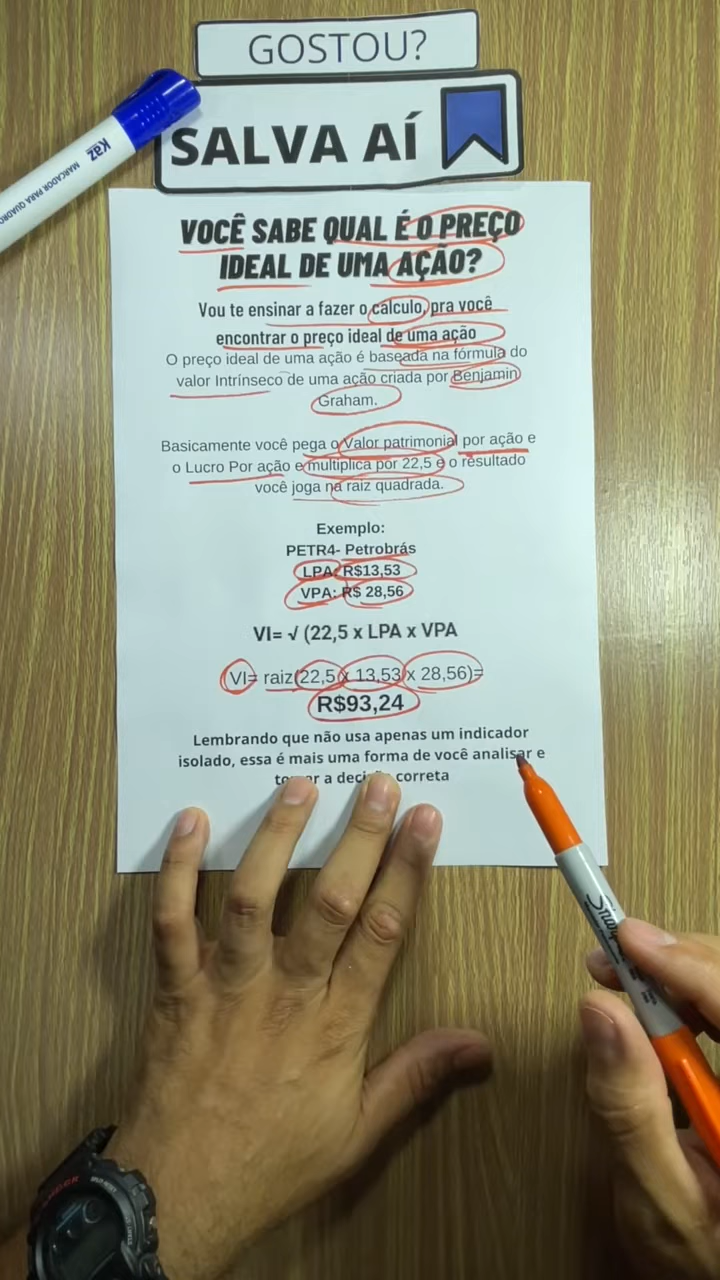 GOSTOU?
SALVA AÍ
Kaz
MARCADOR PARA QUADRO
VOCÊ SABE QUAL É O PREÇO
IDEAL DE UMA AÇÃO?
Vou te ensinar a fazer o cálculo, pra você
encontrar o preço ideal de uma ação
O preço ideal de uma ação é baseada na fórmula do
valor Intrínseco de uma ação criada por Benjamin
Graham.
Basicamente você pega o Valor patrimonial por ação e
o Lucro Por ação e multiplica por 22,5 e o resultado
você joga na raiz quadrada.
Exemplo:
PETR4- Petrobrás
LPA: R$13,53
VPA: R$ 28,56
VI= √ (22,5 x LPA x VPA
VI= raiz(22,5 x 13,53 x 28,56)=
R$93,24
Lembrando que não usa apenas um indicador
isolado, essa é mais uma forma de você analisar e
a correta
Sharpie